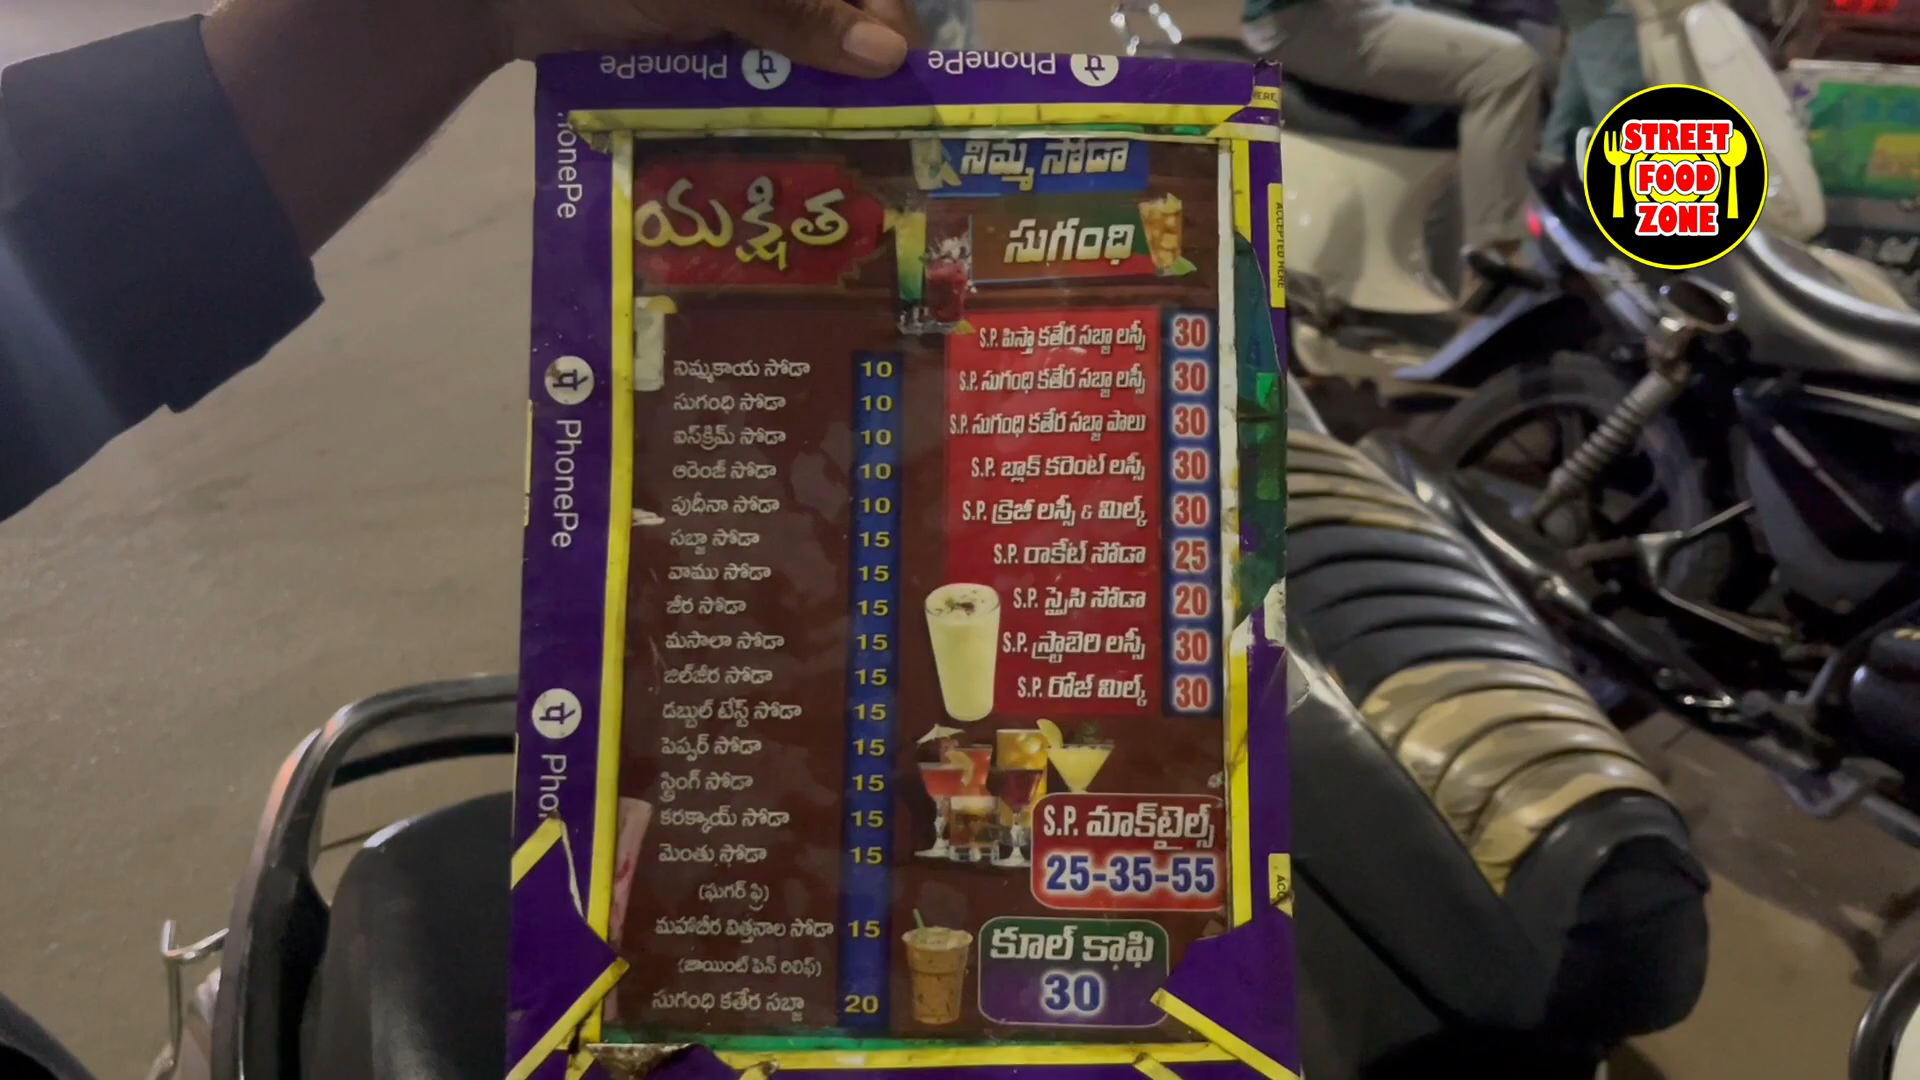 PhonePe
PhonePe
PhonePe
PhonePe
HERE
ACCEPTED HERE
STREET
FOOD
ZONE
యక్షిత
నిమ్మ సోడా
సుగంధి
నిమ్మకాయ సోడా 10
సుగంధి సోడా 10
ఐస్‌క్రిమ్ సోడా 10
ఆరెంజ్ సోడా 10
పుదీనా సోడా 10
సబ్జా సోడా 15
వాము సోడా 15
జీర సోడా 15
మసాలా సోడా 15
జిల్‌జీర సోడా 15
డబ్బుల్ టేస్ట్ సోడా 15
పెప్పర్ సోడా 15
స్ట్రింగ్ సోడా 15
కరక్కాయ్ సోడా 15
మెంతు సోడా 15
(షుగర్ ఫ్రి)
మహాబీర విత్తనాల సోడా 15
(జాయింట్ పెన్ రిలిఫ్)
సుగంధి కతేర సబ్జా 20
S.P. పిస్తా కతేర సబ్జా లస్సీ 30
S.P. సుగంధి కతేర సబ్జా లస్సీ 30
S.P. సుగంధి కతేర సబ్జా పాలు 30
S.P. బ్లాక్ కరెంట్ లస్సీ 30
S.P. క్రెజీ లస్సీ & మిల్క్ 30
S.P. రాకేట్ సోడా 25
S.P. స్పైసి సోడా 20
S.P. స్ట్రాబెరి లస్సీ 30
S.P. రోజ్ మిల్క్ 30
S.P. మాక్‌టైల్స్
25-35-55
కూల్ కాఫి
30